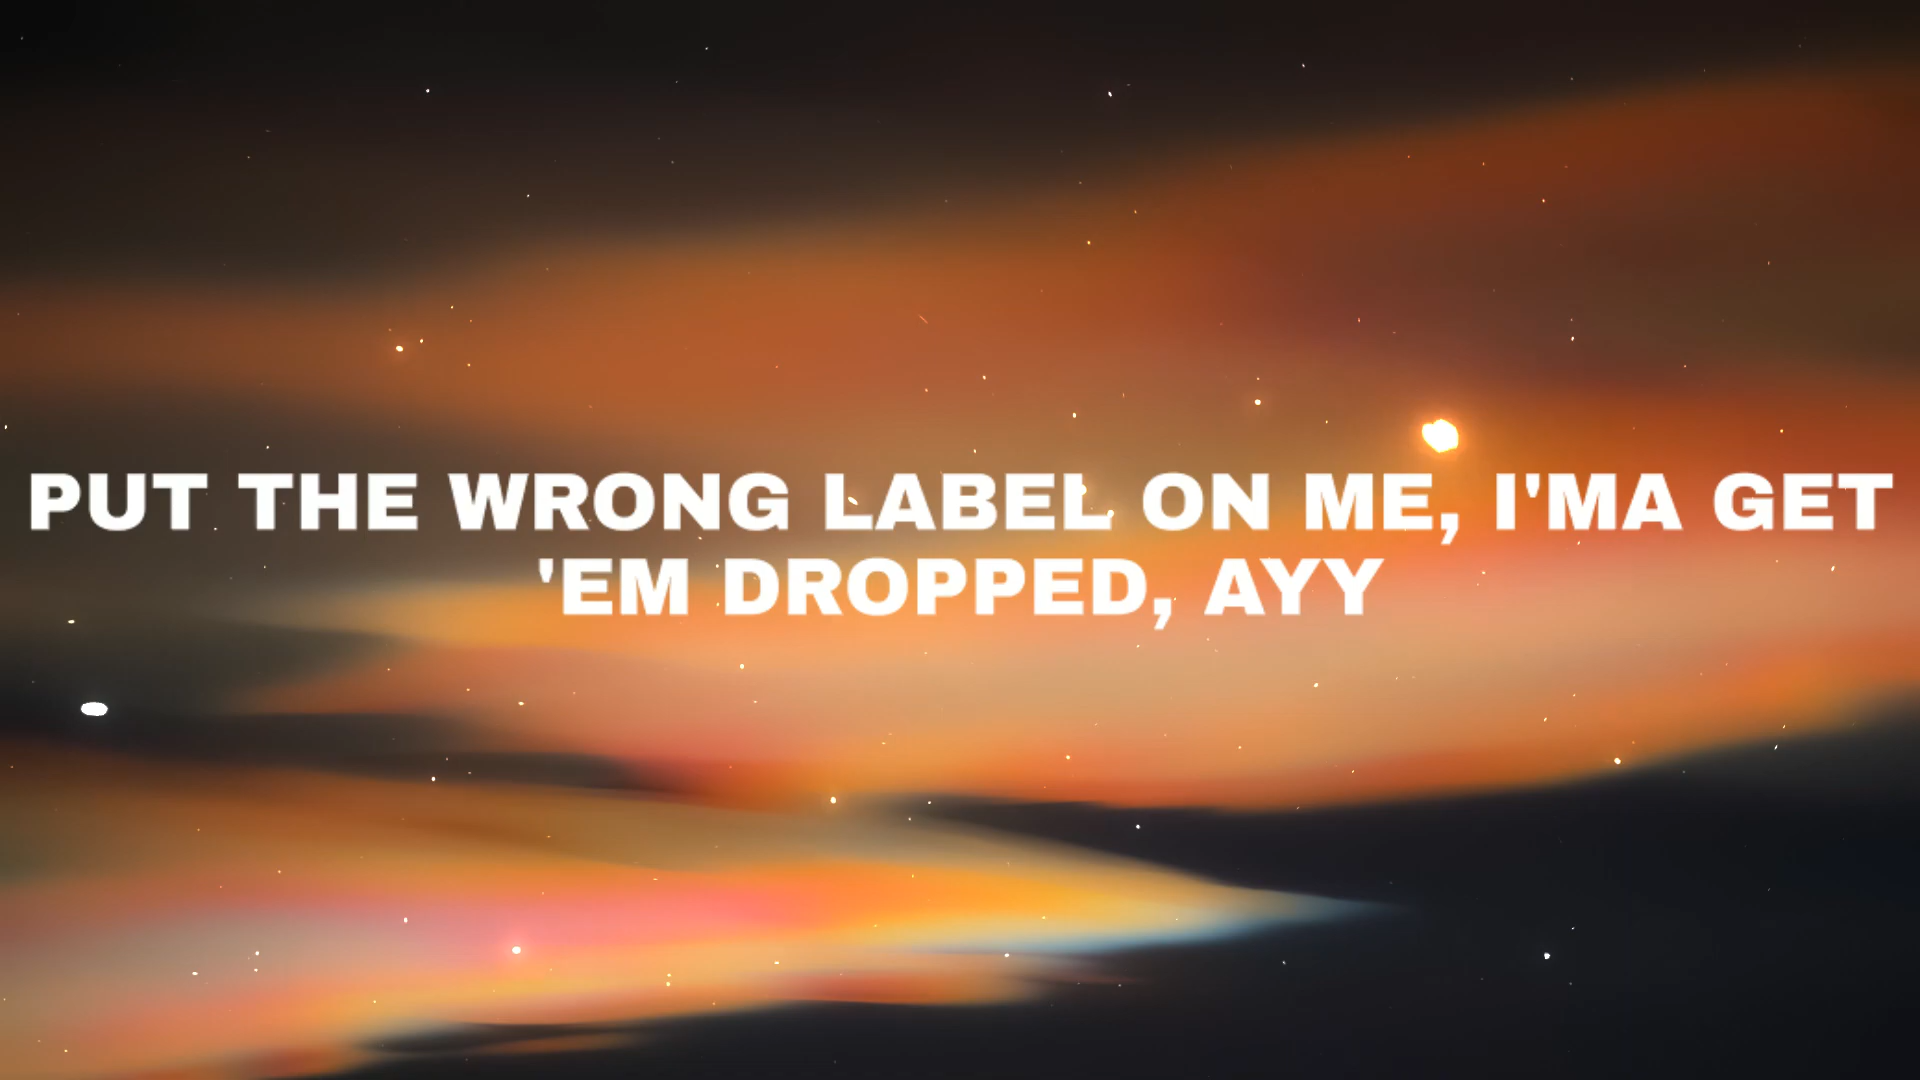 PUT THE WRONG LABEL ON ME, I'MA GET
'EM DROPPED, AYY